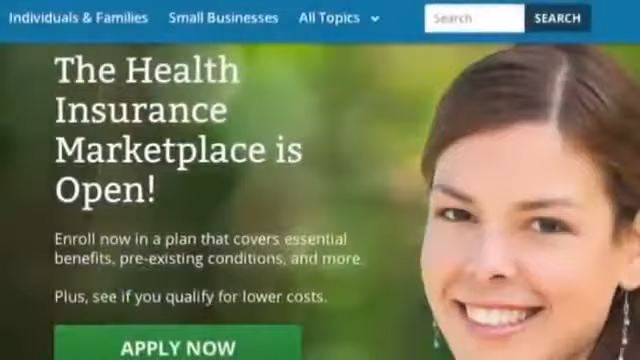 Individuals & Families Small Businesses All Topics Search SEARCH
The Health
Insurance
Marketplace is
Open!
Enroll now in a plan that covers essential
benefits, pre-existing conditions, and more.
Plus, see if you qualify for lower costs.
APPLY NOW